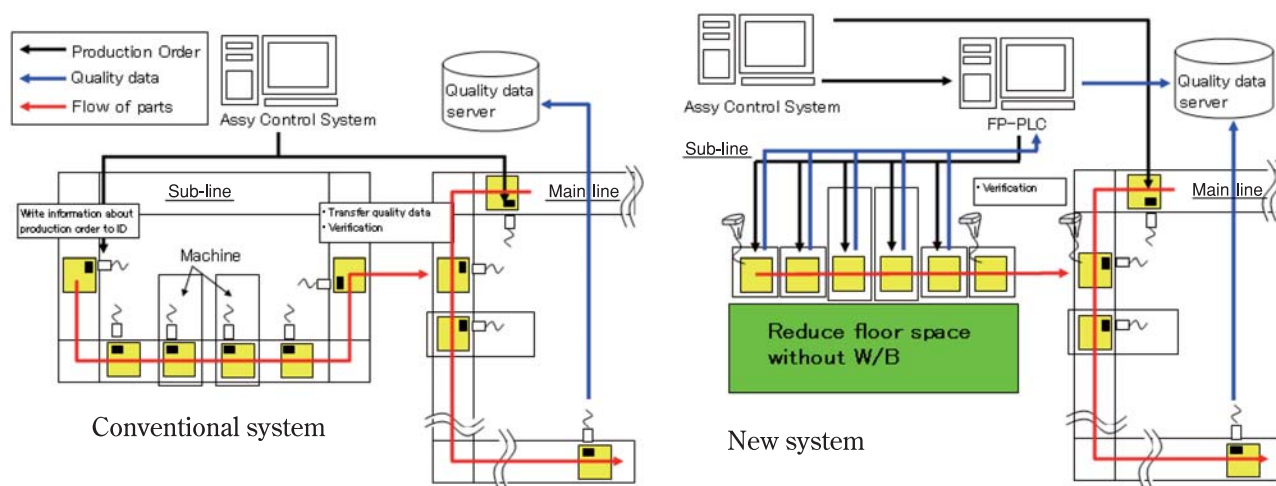 Production Order
Quality data
Flow of parts
Assy Control System
Quality data
server
Sub-line
Main line
Write information about
production order to ID
• Transfer quality data
• Verification
Machine
Conventional system
Assy Control System
FP-PLC
Quality data
server
Sub-line
• Verification
Main line
Reduce floor space
without W/B
New system